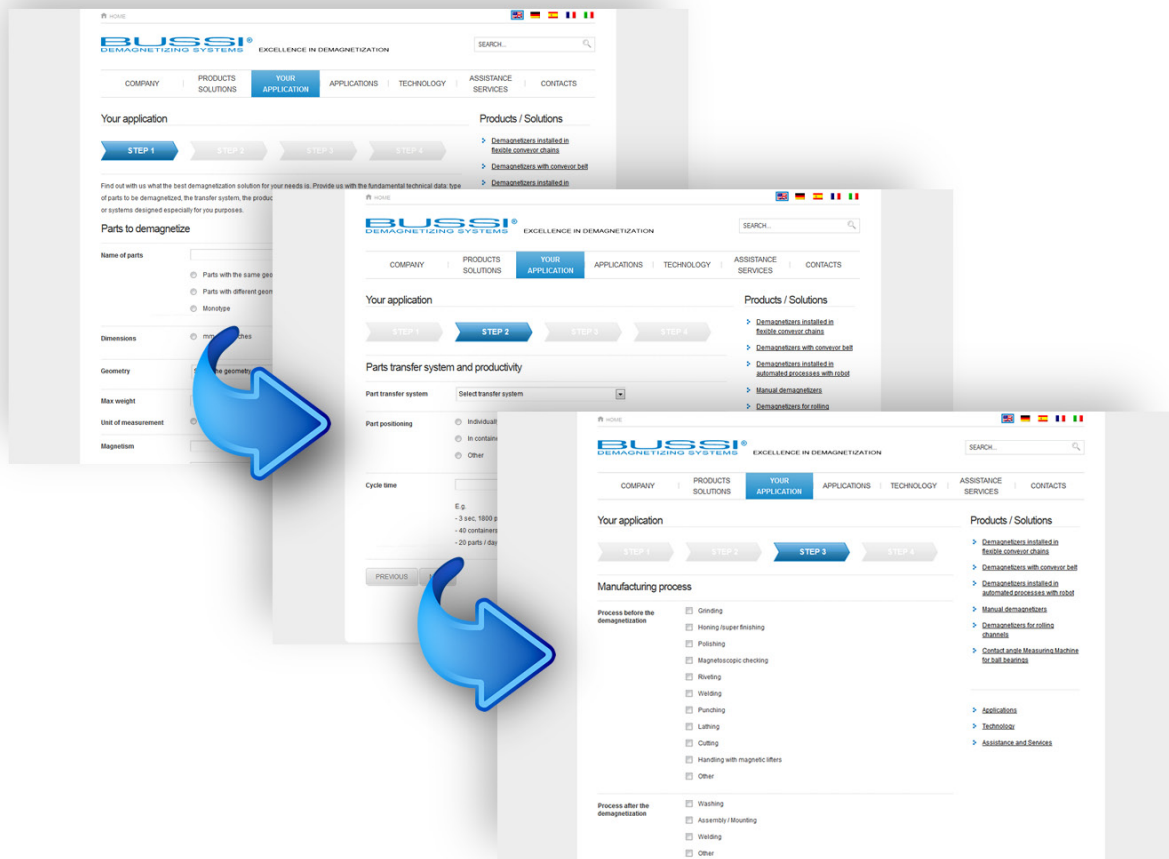 HOME
BUSSI®
DEMAGNETIZING SYSTEMS EXCELLENCE IN DEMAGNETIZATION
SEARCH...
COMPANY
PRODUCTS
SOLUTIONS
YOUR
APPLICATION
APPLICATIONS
TECHNOLOGY
ASSISTANCE
SERVICES
CONTACTS
Your application
STEP 1 STEP 2 STEP 3 STEP 4
Find out with us what the best demagnetization solution for your needs is. Provide us with the fundamental technical data: type
of parts to be demagnetized, the transfer system, the produc
or systems designed especially for you purposes.
Parts to demagnetize
Name of parts
Parts with the same geo
Parts with different geom
Monotype
Dimensions
mm
ches
Geometry
the geometry
Max weight
Unit of measurement
Magnetism
Products / Solutions
Demagnetizers installed in
flexible conveyor chains
Demagnetizers with conveyor belt
Demagnetizers installed in
HOME
BUSSI®
DEMAGNETIZING SYSTEMS EXCELLENCE IN DEMAGNETIZATION
SEARCH...
COMPANY
PRODUCTS
SOLUTIONS
YOUR
APPLICATION
APPLICATIONS
TECHNOLOGY
ASSISTANCE
SERVICES
CONTACTS
Your application
STEP 1 STEP 2 STEP 3 STEP 4
Parts transfer system and productivity
Part transfer system Select transfer system
Part positioning
Individually
In containe
Other
Cycle time
E.g.
- 3 sec, 1800 p
- 40 containers
- 20 parts / day
PREVIOUS
Products / Solutions
Demagnetizers installed in
flexible conveyor chains
Demagnetizers with conveyor belt
Demagnetizers installed in
automated processes with robot
Manual demagnetizers
Demagnetizers for rolling
HOME
BUSSI®
DEMAGNETIZING SYSTEMS EXCELLENCE IN DEMAGNETIZATION
SEARCH...
COMPANY
PRODUCTS
SOLUTIONS
YOUR
APPLICATION
APPLICATIONS
TECHNOLOGY
ASSISTANCE
SERVICES
CONTACTS
Your application
STEP 1 STEP 2 STEP 3 STEP 4
Manufacturing process
Process before the
demagnetization
Grinding
Honing /super finishing
Polishing
Magnetoscopic checking
Riveting
Welding
Punching
Lathing
Cutting
Handling with magnetic lifters
Other
Process after the
demagnetization
Washing
Assembly / Mounting
Welding
Other
Products / Solutions
Demagnetizers installed in
flexible conveyor chains
Demagnetizers with conveyor belt
Demagnetizers installed in
automated processes with robot
Manual demagnetizers
Demagnetizers for rolling
channels
Contact angle Measuring Machine
for ball bearings
Applications
Technology
Assistance and Services